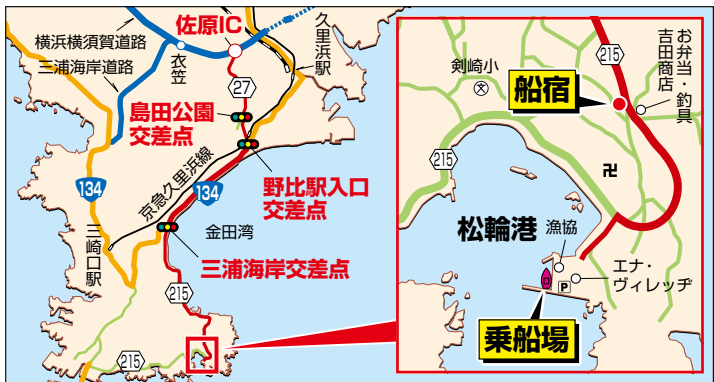 佐原IC
横浜横須賀道路
衣笠
三浦海岸道路
久里浜駅
27
島田公園
交差点
134
京急久里浜線
134
野比駅入口
交差点
三崎口駅
金田湾
三浦海岸交差点
215
215
215
お弁当・釣具
吉田商店
剣崎小
文
船宿
215
卍
松輪港
漁協
エナ・
ヴィレッヂ
P
乗船場